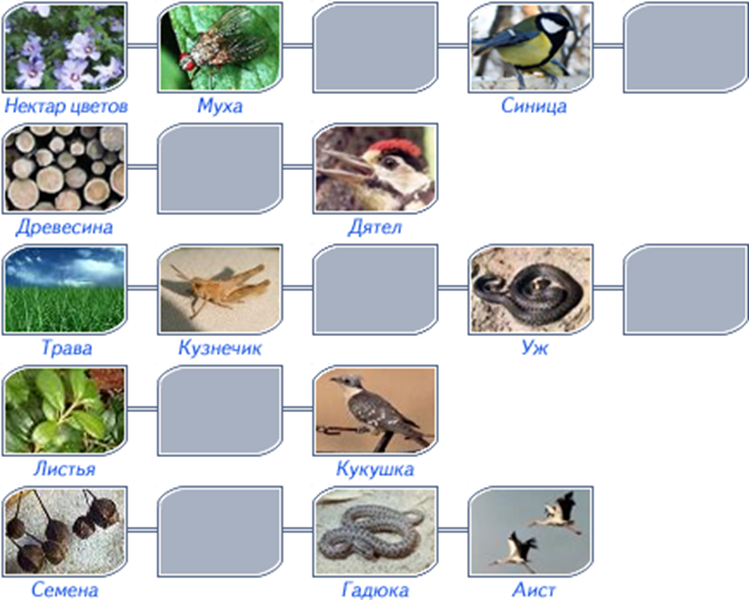 Нектар цветов Муха Синица
Древесина Дятел
Трава Кузнечик Уж
Листья Кукушка
Семена Гадюка Аист